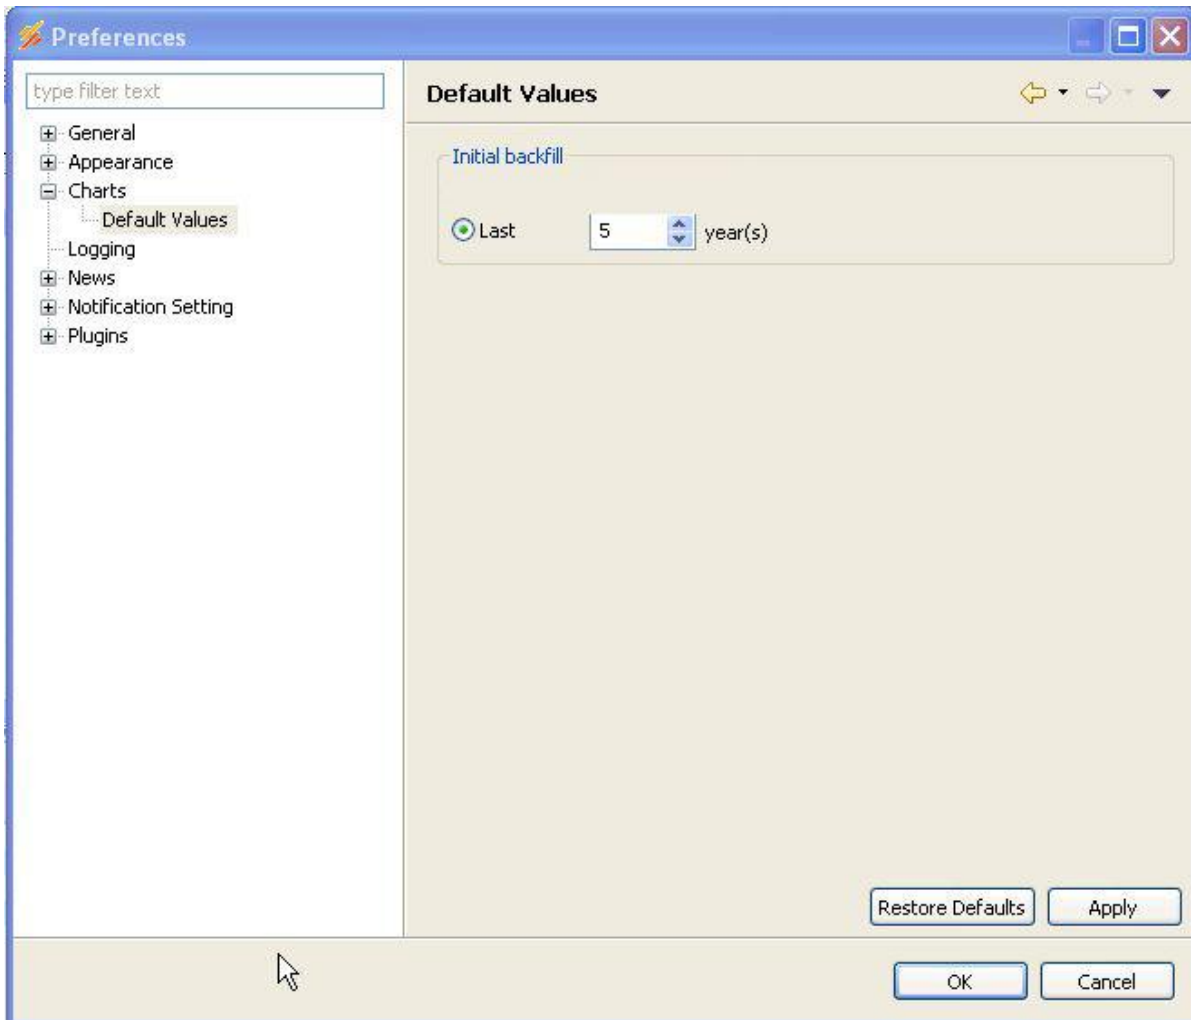 Preferences
type filter text
General
Appearance
Charts
Default Values
Logging
News
Notification Setting
Plugins
Default Values
Initial backfill
Last 5 year(s)
Restore Defaults Apply
OK Cancel